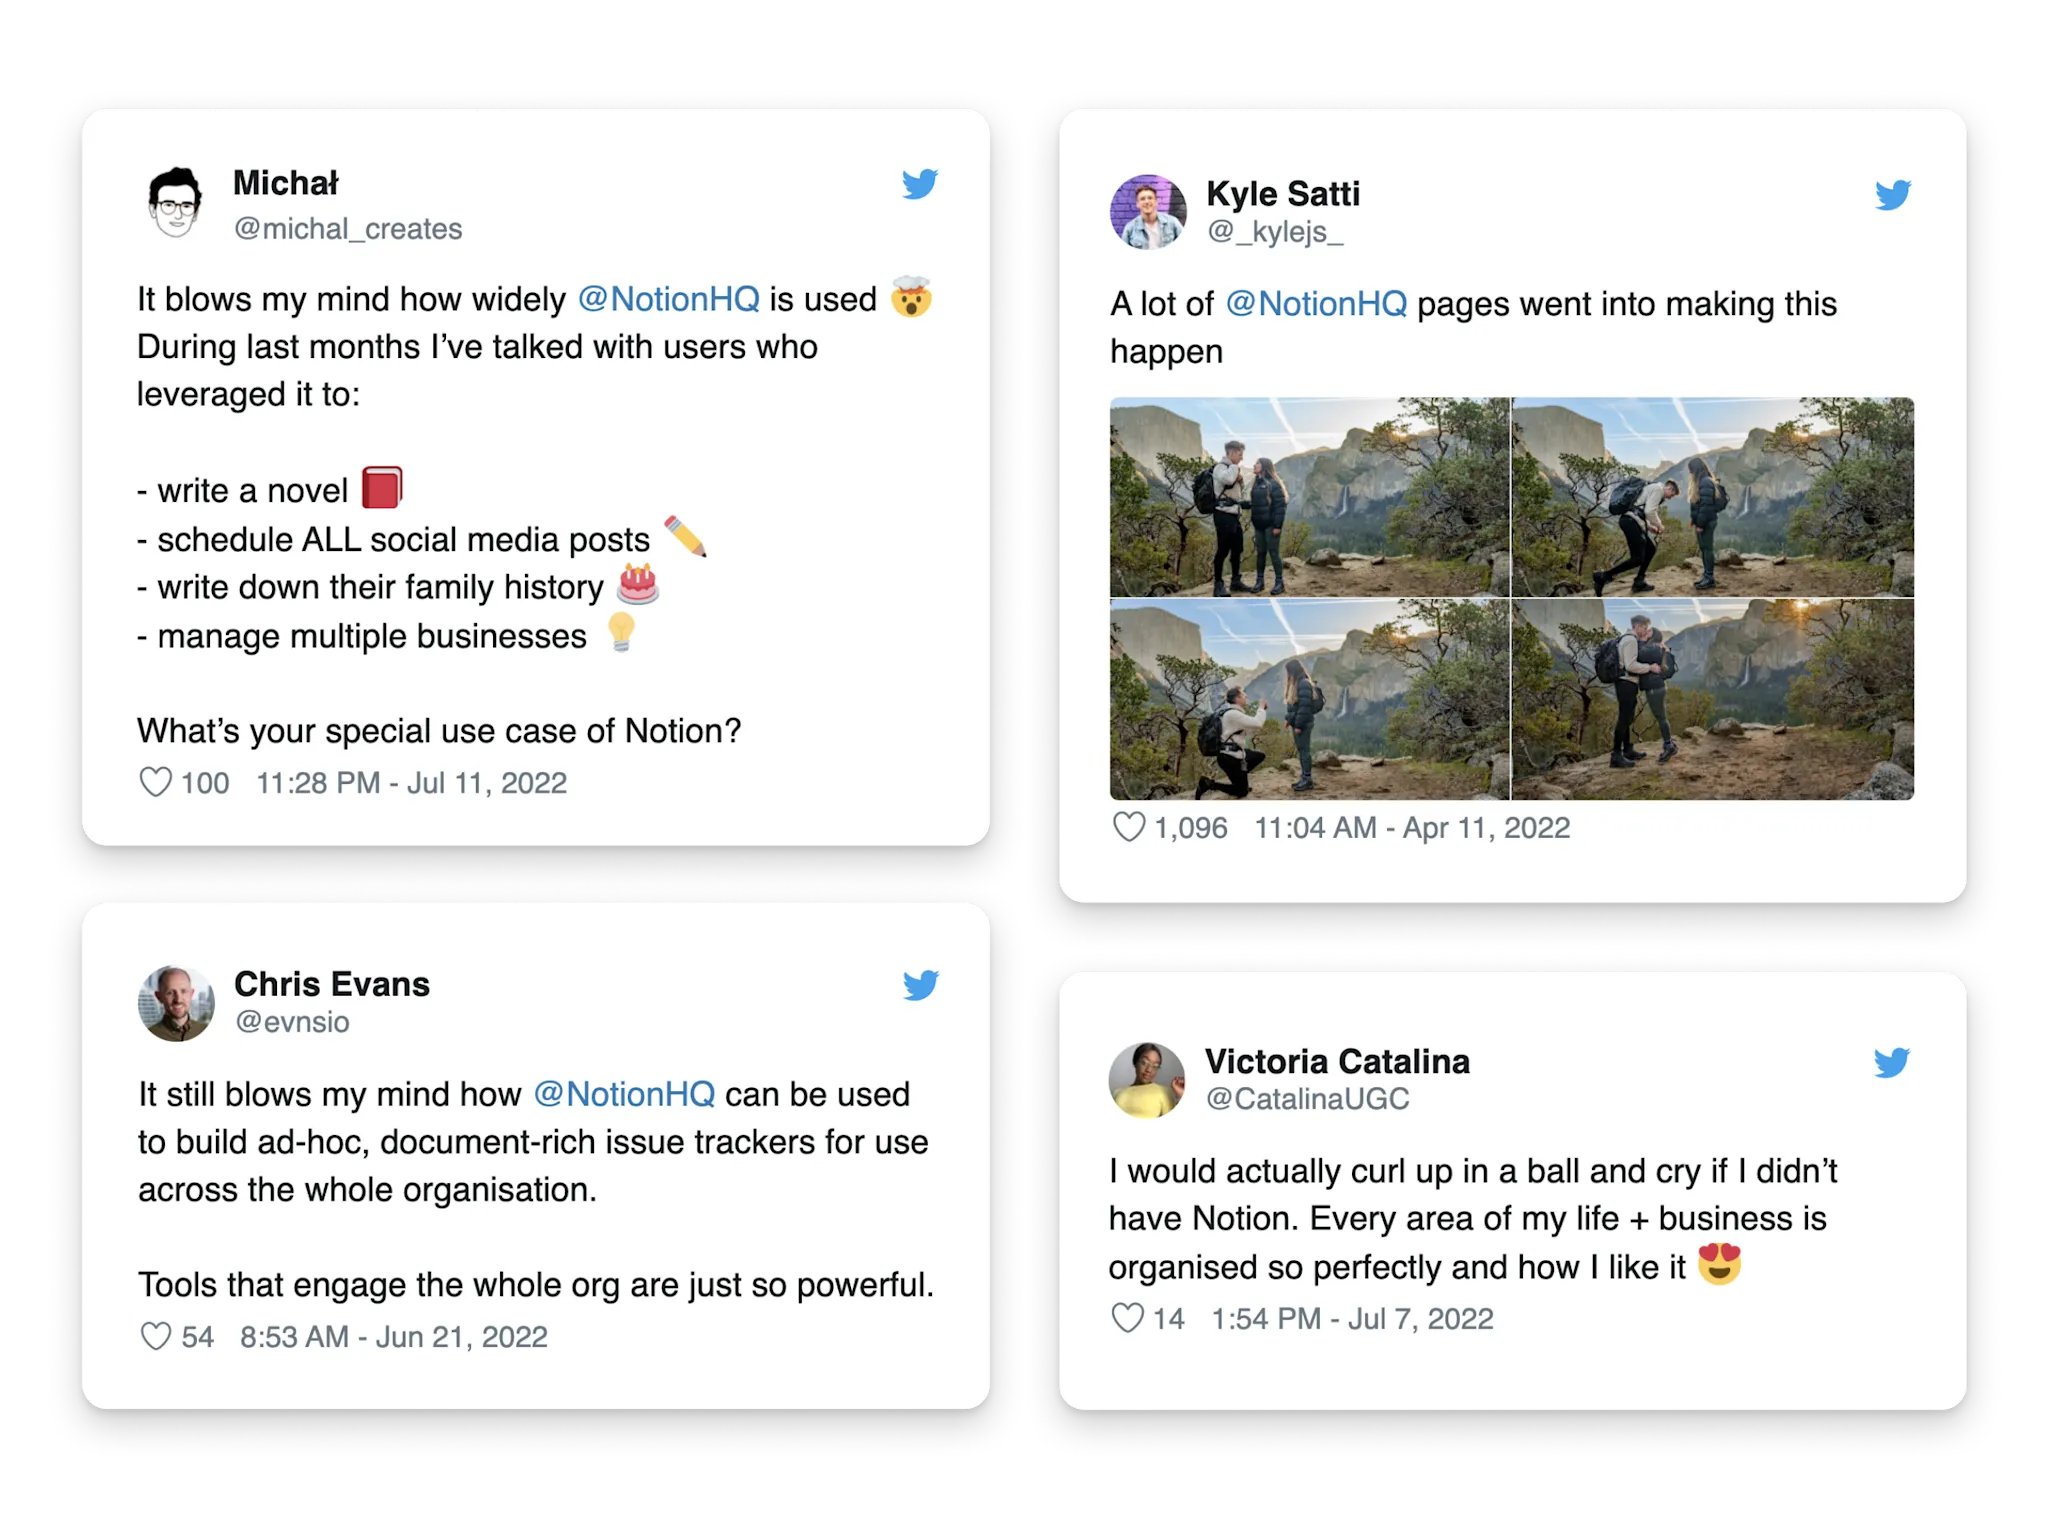 Michał
@michal_creates
It blows my mind how widely @NotionHQ is used 🤯
During last months I’ve talked with users who
leveraged it to:
- write a novel 📕
- schedule ALL social media posts ✏️
- write down their family history 🎂
- manage multiple businesses 💡
What’s your special use case of Notion?
100 11:28 PM - Jul 11, 2022
Chris Evans
@evnsio
It still blows my mind how @NotionHQ can be used
to build ad-hoc, document-rich issue trackers for use
across the whole organisation.
Tools that engage the whole org are just so powerful.
54 8:53 AM - Jun 21, 2022
Kyle Satti
@_kylejs_
A lot of @NotionHQ pages went into making this
happen
1,096 11:04 AM - Apr 11, 2022
Victoria Catalina
@CatalinaUGC
I would actually curl up in a ball and cry if I didn’t
have Notion. Every area of my life + business is
organised so perfectly and how I like it 😍
14 1:54 PM - Jul 7, 2022